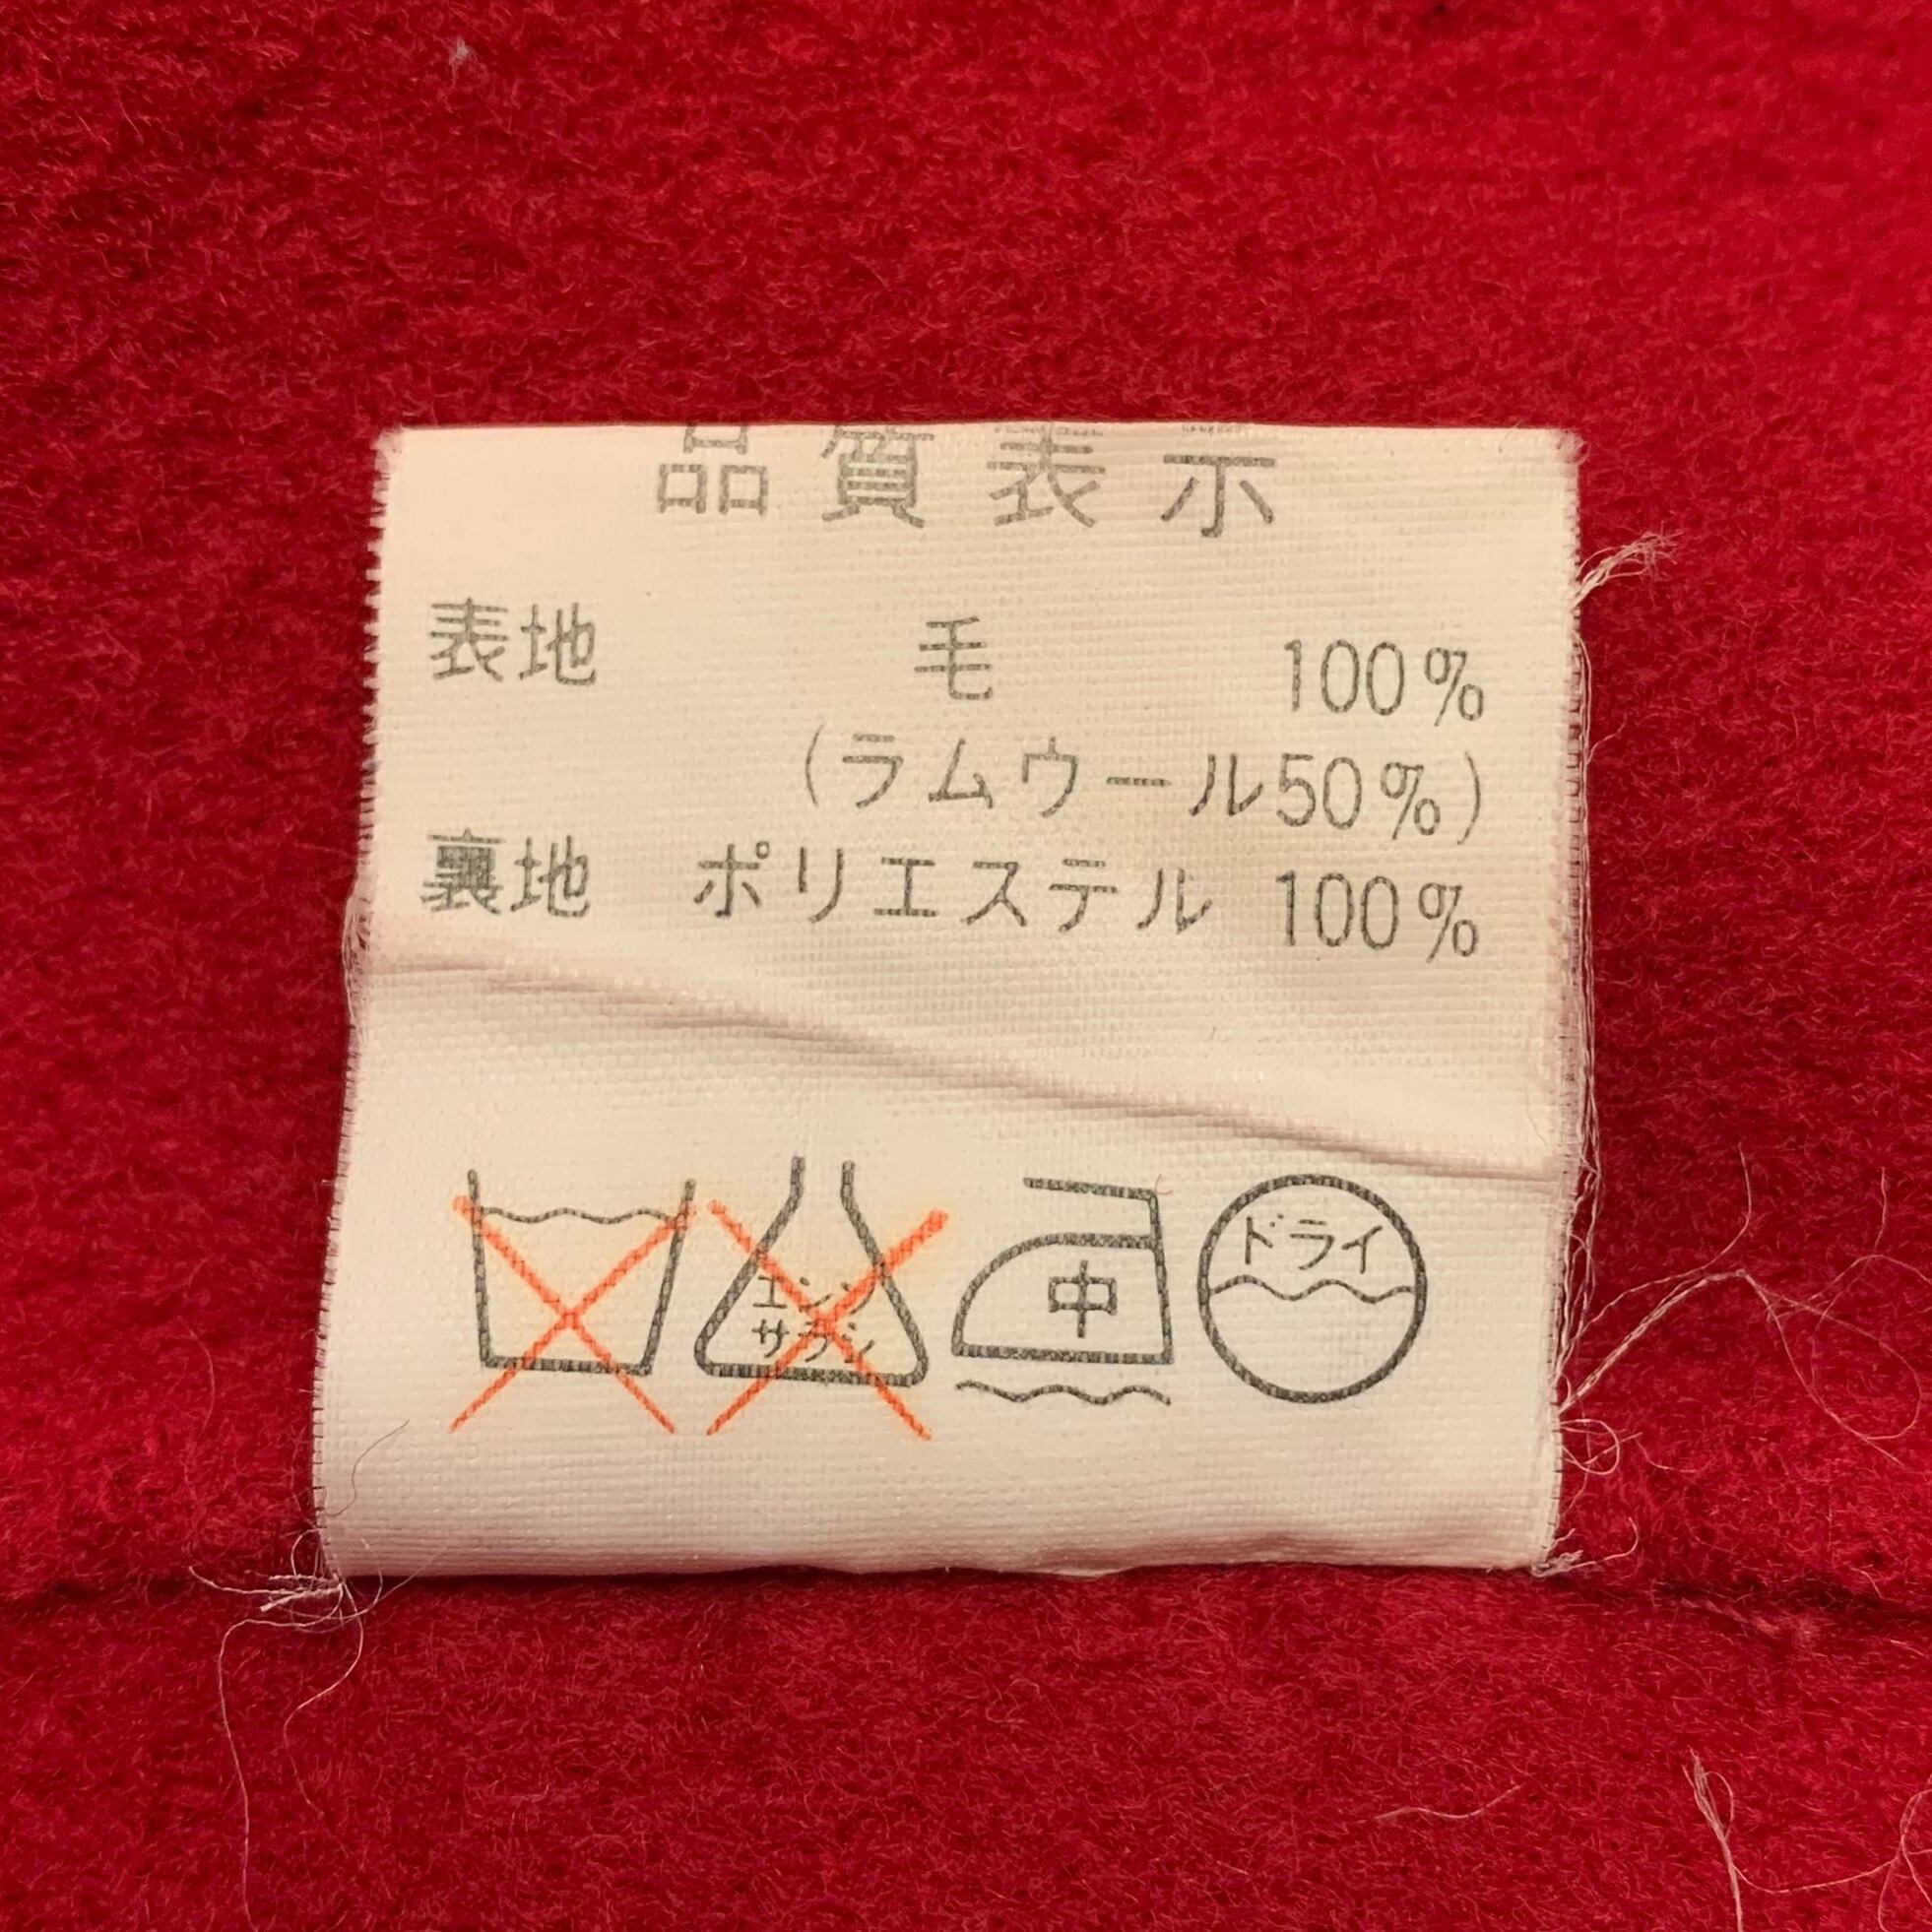 品質表示
表地 毛 100%
(ラムウール50%)
裏地 ポリエステル 100%
エンソ
サラシ
中
ドライ